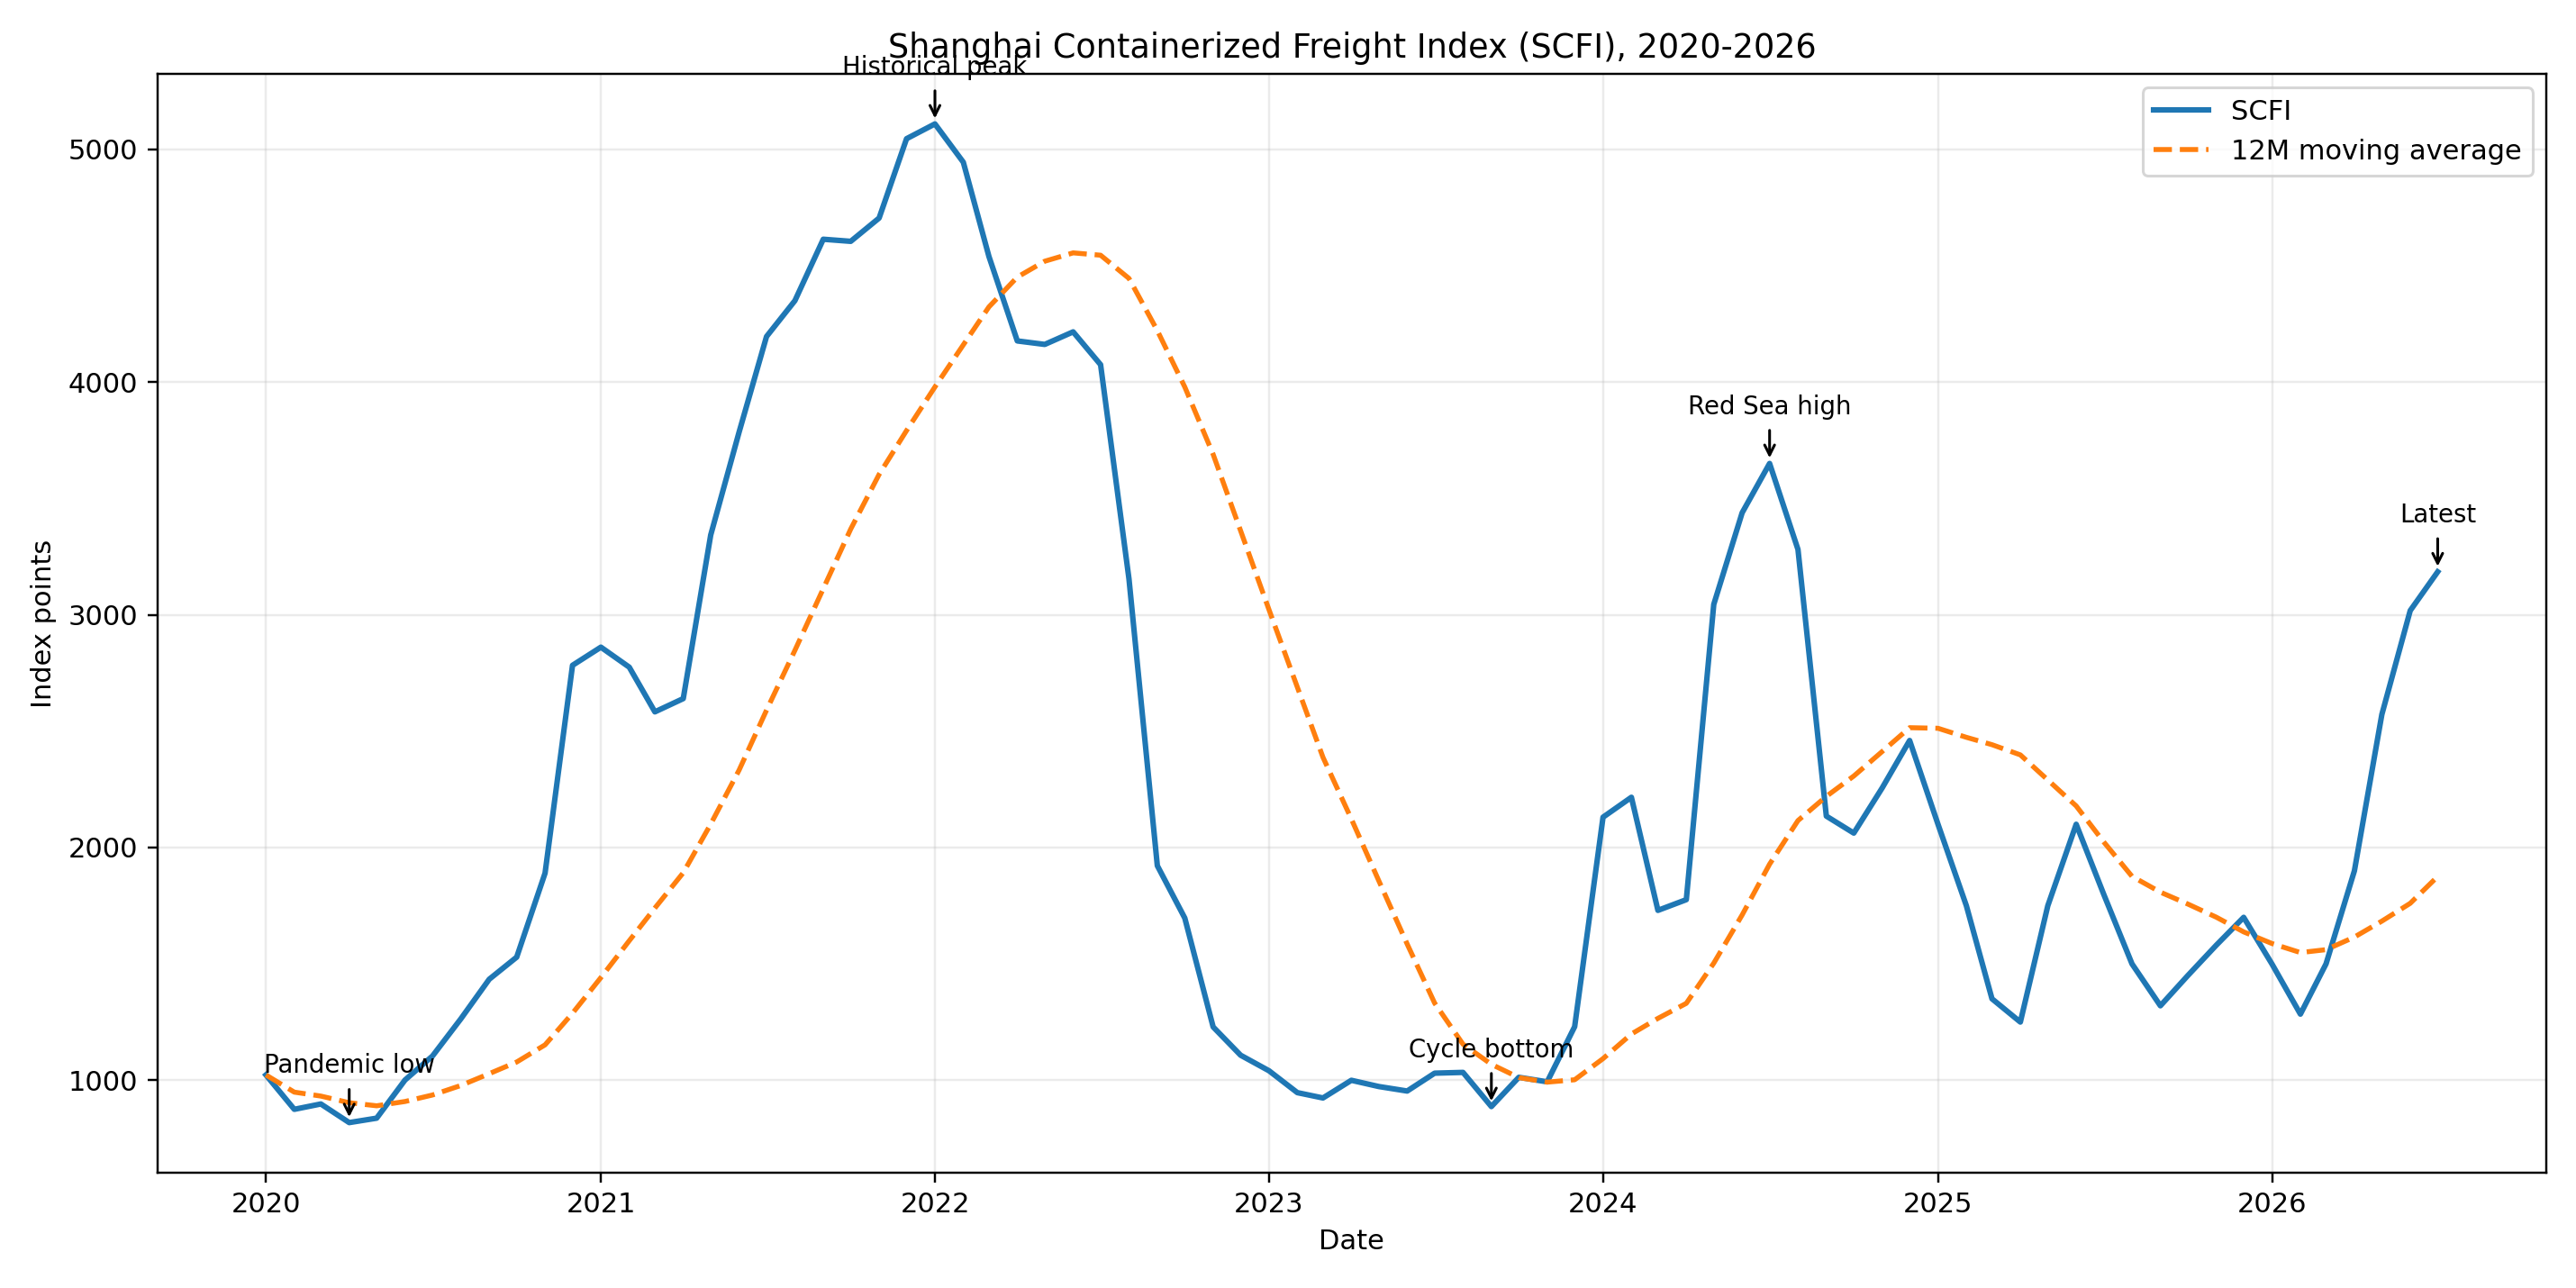 Shanghai Containerized Freight Index (SCFI), 2020-2026
Historical peak
SCFI
12M moving average
5000
4000
3000
2000
1000
Index points
Red Sea high
Latest
Cycle bottom
Pandemic low
2020
2021
2022
2023
2024
2025
2026
Date